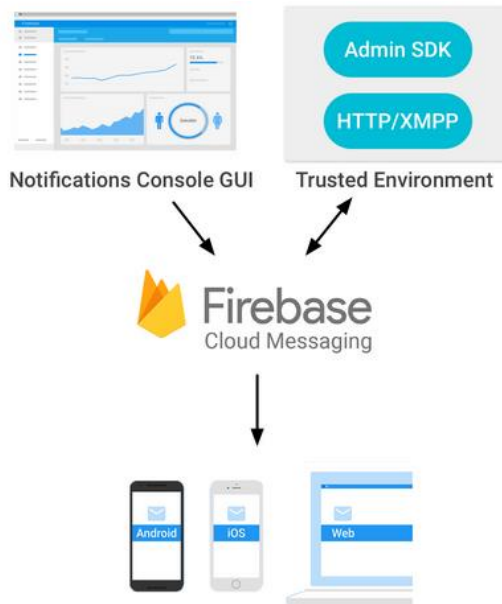 Admin SDK
HTTP/XMPP
Notifications Console GUI
Trusted Environment
Firebase
Cloud Messaging
Android
iOS
Web